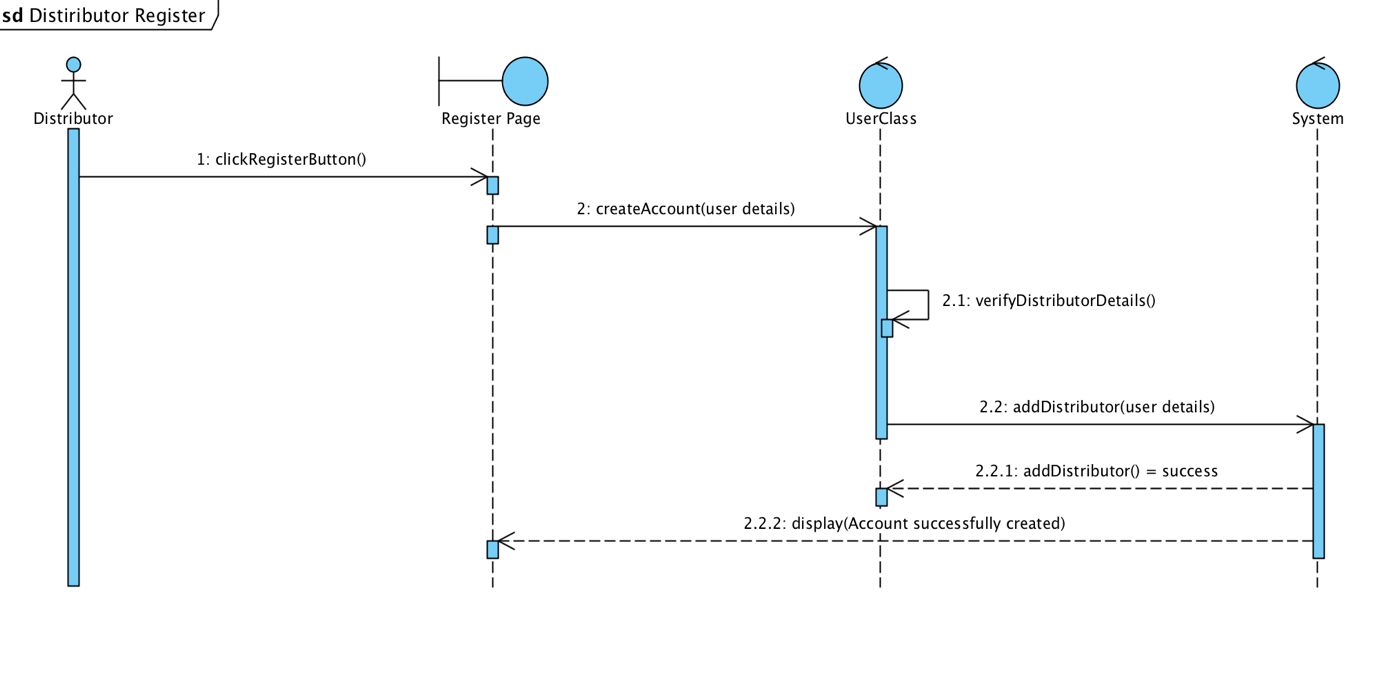 sd Distiributor Register
Distributor
Register Page
UserClass
System
1: clickRegisterButton()
2: createAccount(user details)
2.1: verifyDistributorDetails()
2.2: addDistributor(user details)
2.2.1: addDistributor() = success
2.2.2: display(Account successfully created)